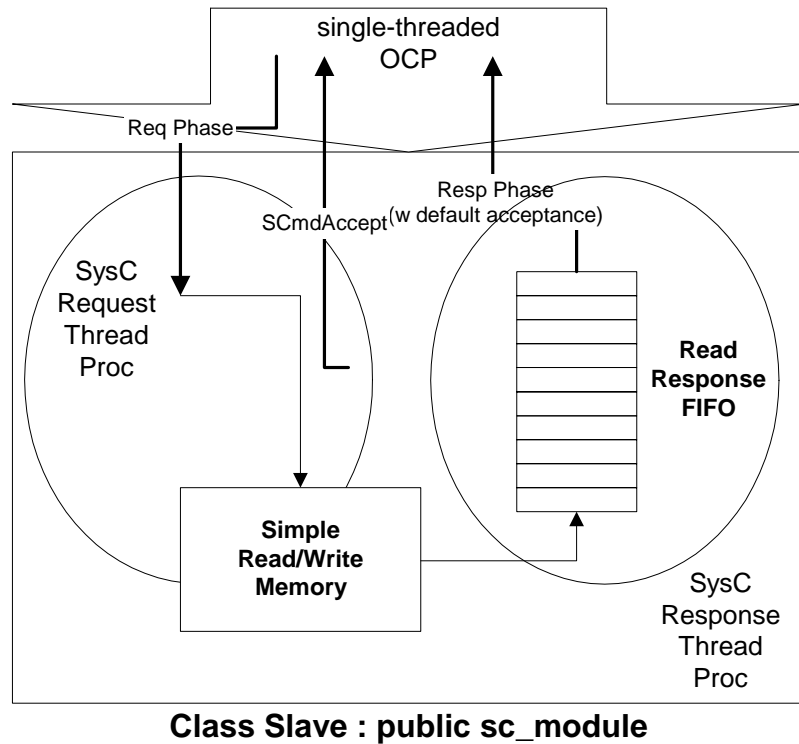 single-threaded
OCP
Req Phase
Resp Phase
(w default acceptance)
SCmdAccept
SysC
Request
Thread
Proc
Read
Response
FIFO
Simple
Read/Write
Memory
SysC
Response
Thread
Proc
Class Slave : public sc_module